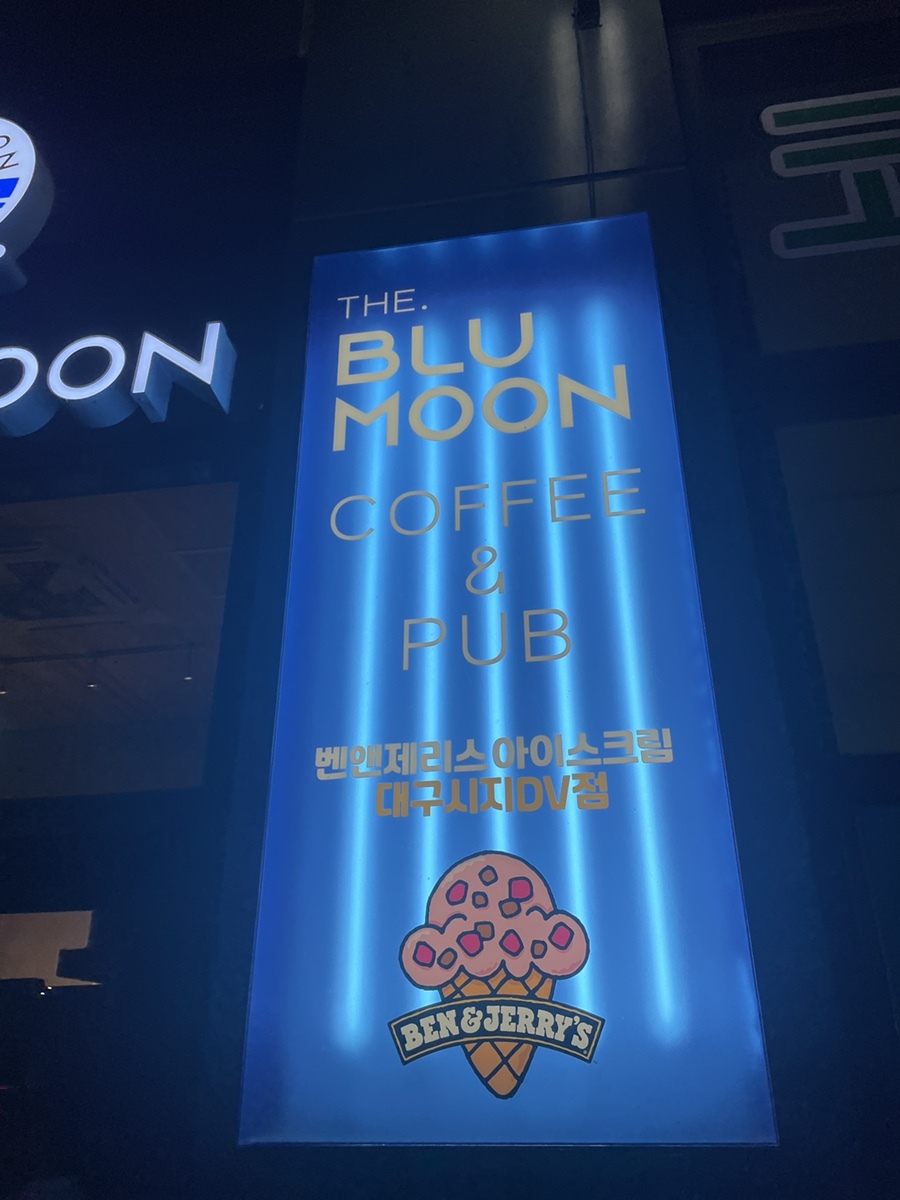 OON
THE.
BLU
MOON
COFFEE
&
PUB
벤앤제리스 아이스크림
대구시지DV점
BEN & JERRY'S